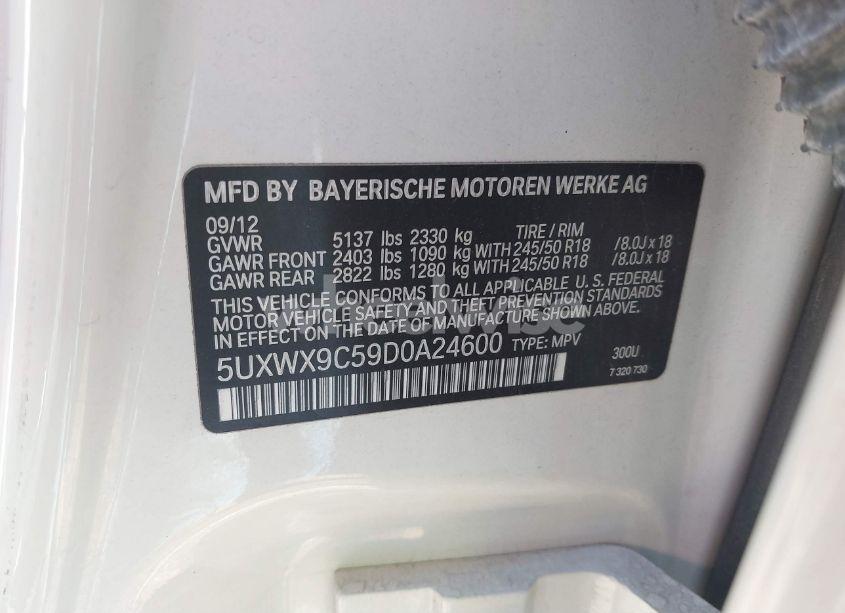 MFD BY BAYERISCHE MOTOREN WERKE AG
09/12
GVWR 5137 lbs 2330 kg TIRE / RIM
GAWR FRONT 2403 lbs 1090 kg WITH 245/50 R18 /8.0J x 18
GAWR REAR 2822 lbs 1280 kg WITH 245/50 R18 /8.0J x 18
THIS VEHICLE CONFORMS TO ALL APPLICABLE U.S. FEDERAL
MOTOR VEHICLE SAFETY AND THEFT PREVENTION STANDARDS
IN EFFECT ON THE DATE OF MANUFACTURE SHOWN ABOVE.
5UXWX9C59D0A24600 TYPE: MPV 300U
7 320 730